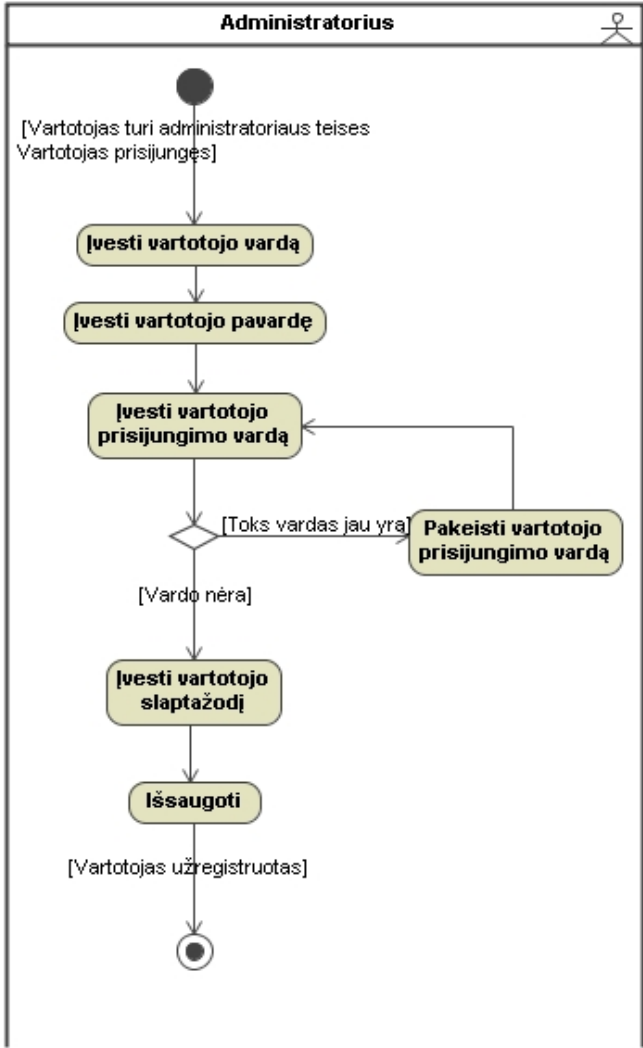 Administratorius
[Vartotojas turi administratoriaus teises
Vartotojas prisijungęs]
Įvesti vartotojo vardą
Įvesti vartotojo pavardę
Įvesti vartotojo
prisijungimo vardą
[Toks vardas jau yra]
Pakeisti vartotojo
prisijungimo vardą
[Vardo nėra]
Įvesti vartotojo
slaptažodį
Išsaugoti
[Vartotojas užregistruotas]